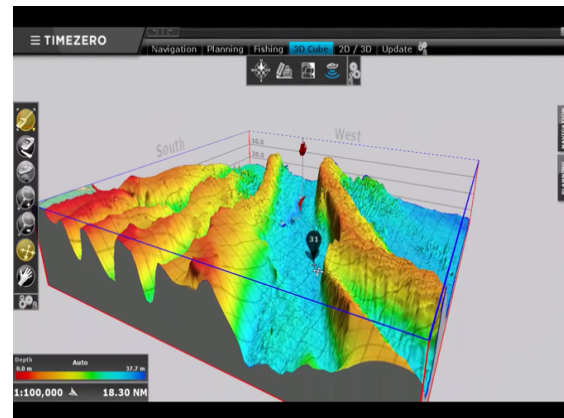 TIMEZERO
Navigation Planning Fishing 3D Cube 2D / 3D Update
South
West
31
Depth
Auto
0.0 m
37.7 m
1:100,000
18.30 NM